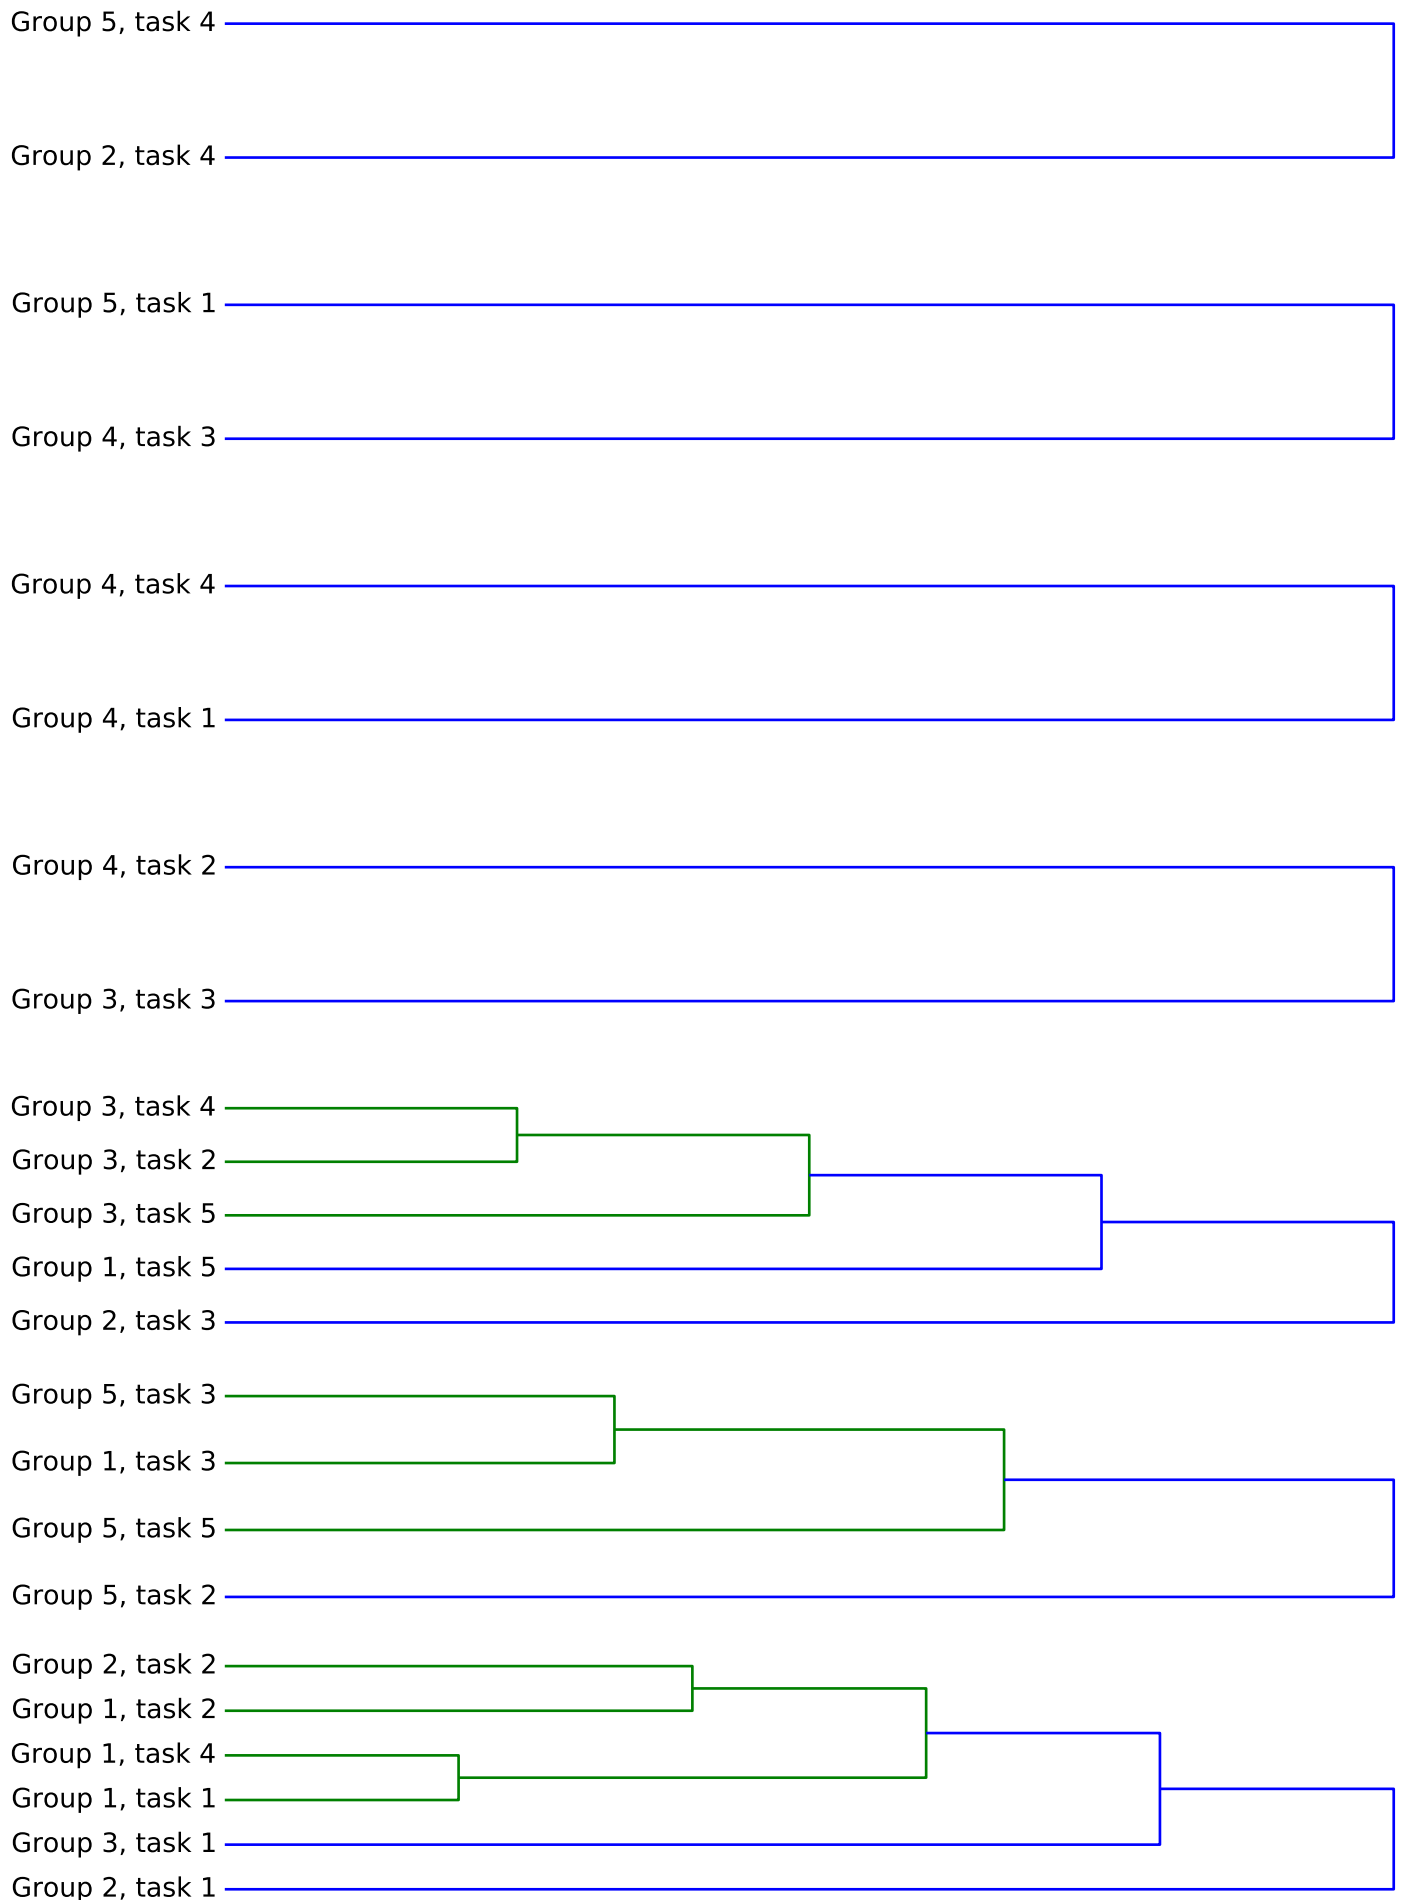 Group 5, task 4
Group 2, task 4
Group 5, task 1
Group 4, task 3
Group 4, task 4
Group 4, task 1
Group 4, task 2
Group 3, task 3
Group 3, task 4
Group 3, task 2
Group 3, task 5
Group 1, task 5
Group 2, task 3
Group 5, task 3
Group 1, task 3
Group 5, task 5
Group 5, task 2
Group 2, task 2
Group 1, task 2
Group 1, task 4
Group 1, task 1
Group 3, task 1
Group 2, task 1